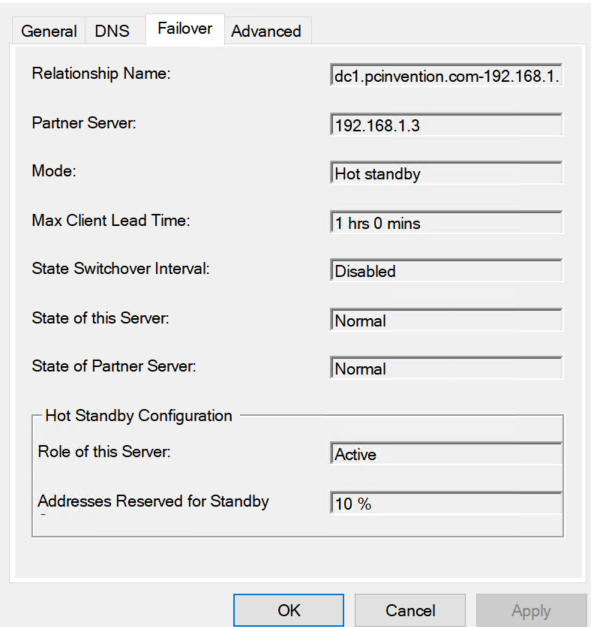 General DNS Failover Advanced
Relationship Name: dc1.pcinvention.com-192.168.1.
Partner Server: 192.168.1.3
Mode: Hot standby
Max Client Lead Time: 1 hrs 0 mins
State Switchover Interval: Disabled
State of this Server: Normal
State of Partner Server: Normal
Hot Standby Configuration
Role of this Server: Active
Addresses Reserved for Standby 10 %
OK Cancel Apply